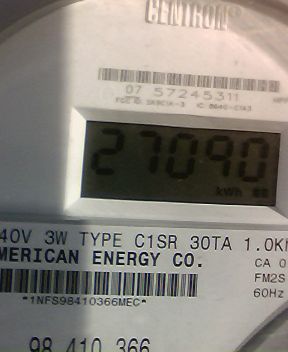 CENTRON®
07 57245311
27090
kWh
40V 3W TYPE C1SR 30TA 1.0K
MERICAN ENERGY CO.
CA 0
FM2S
60Hz
*1NFS98410366MEC*
98 410 366